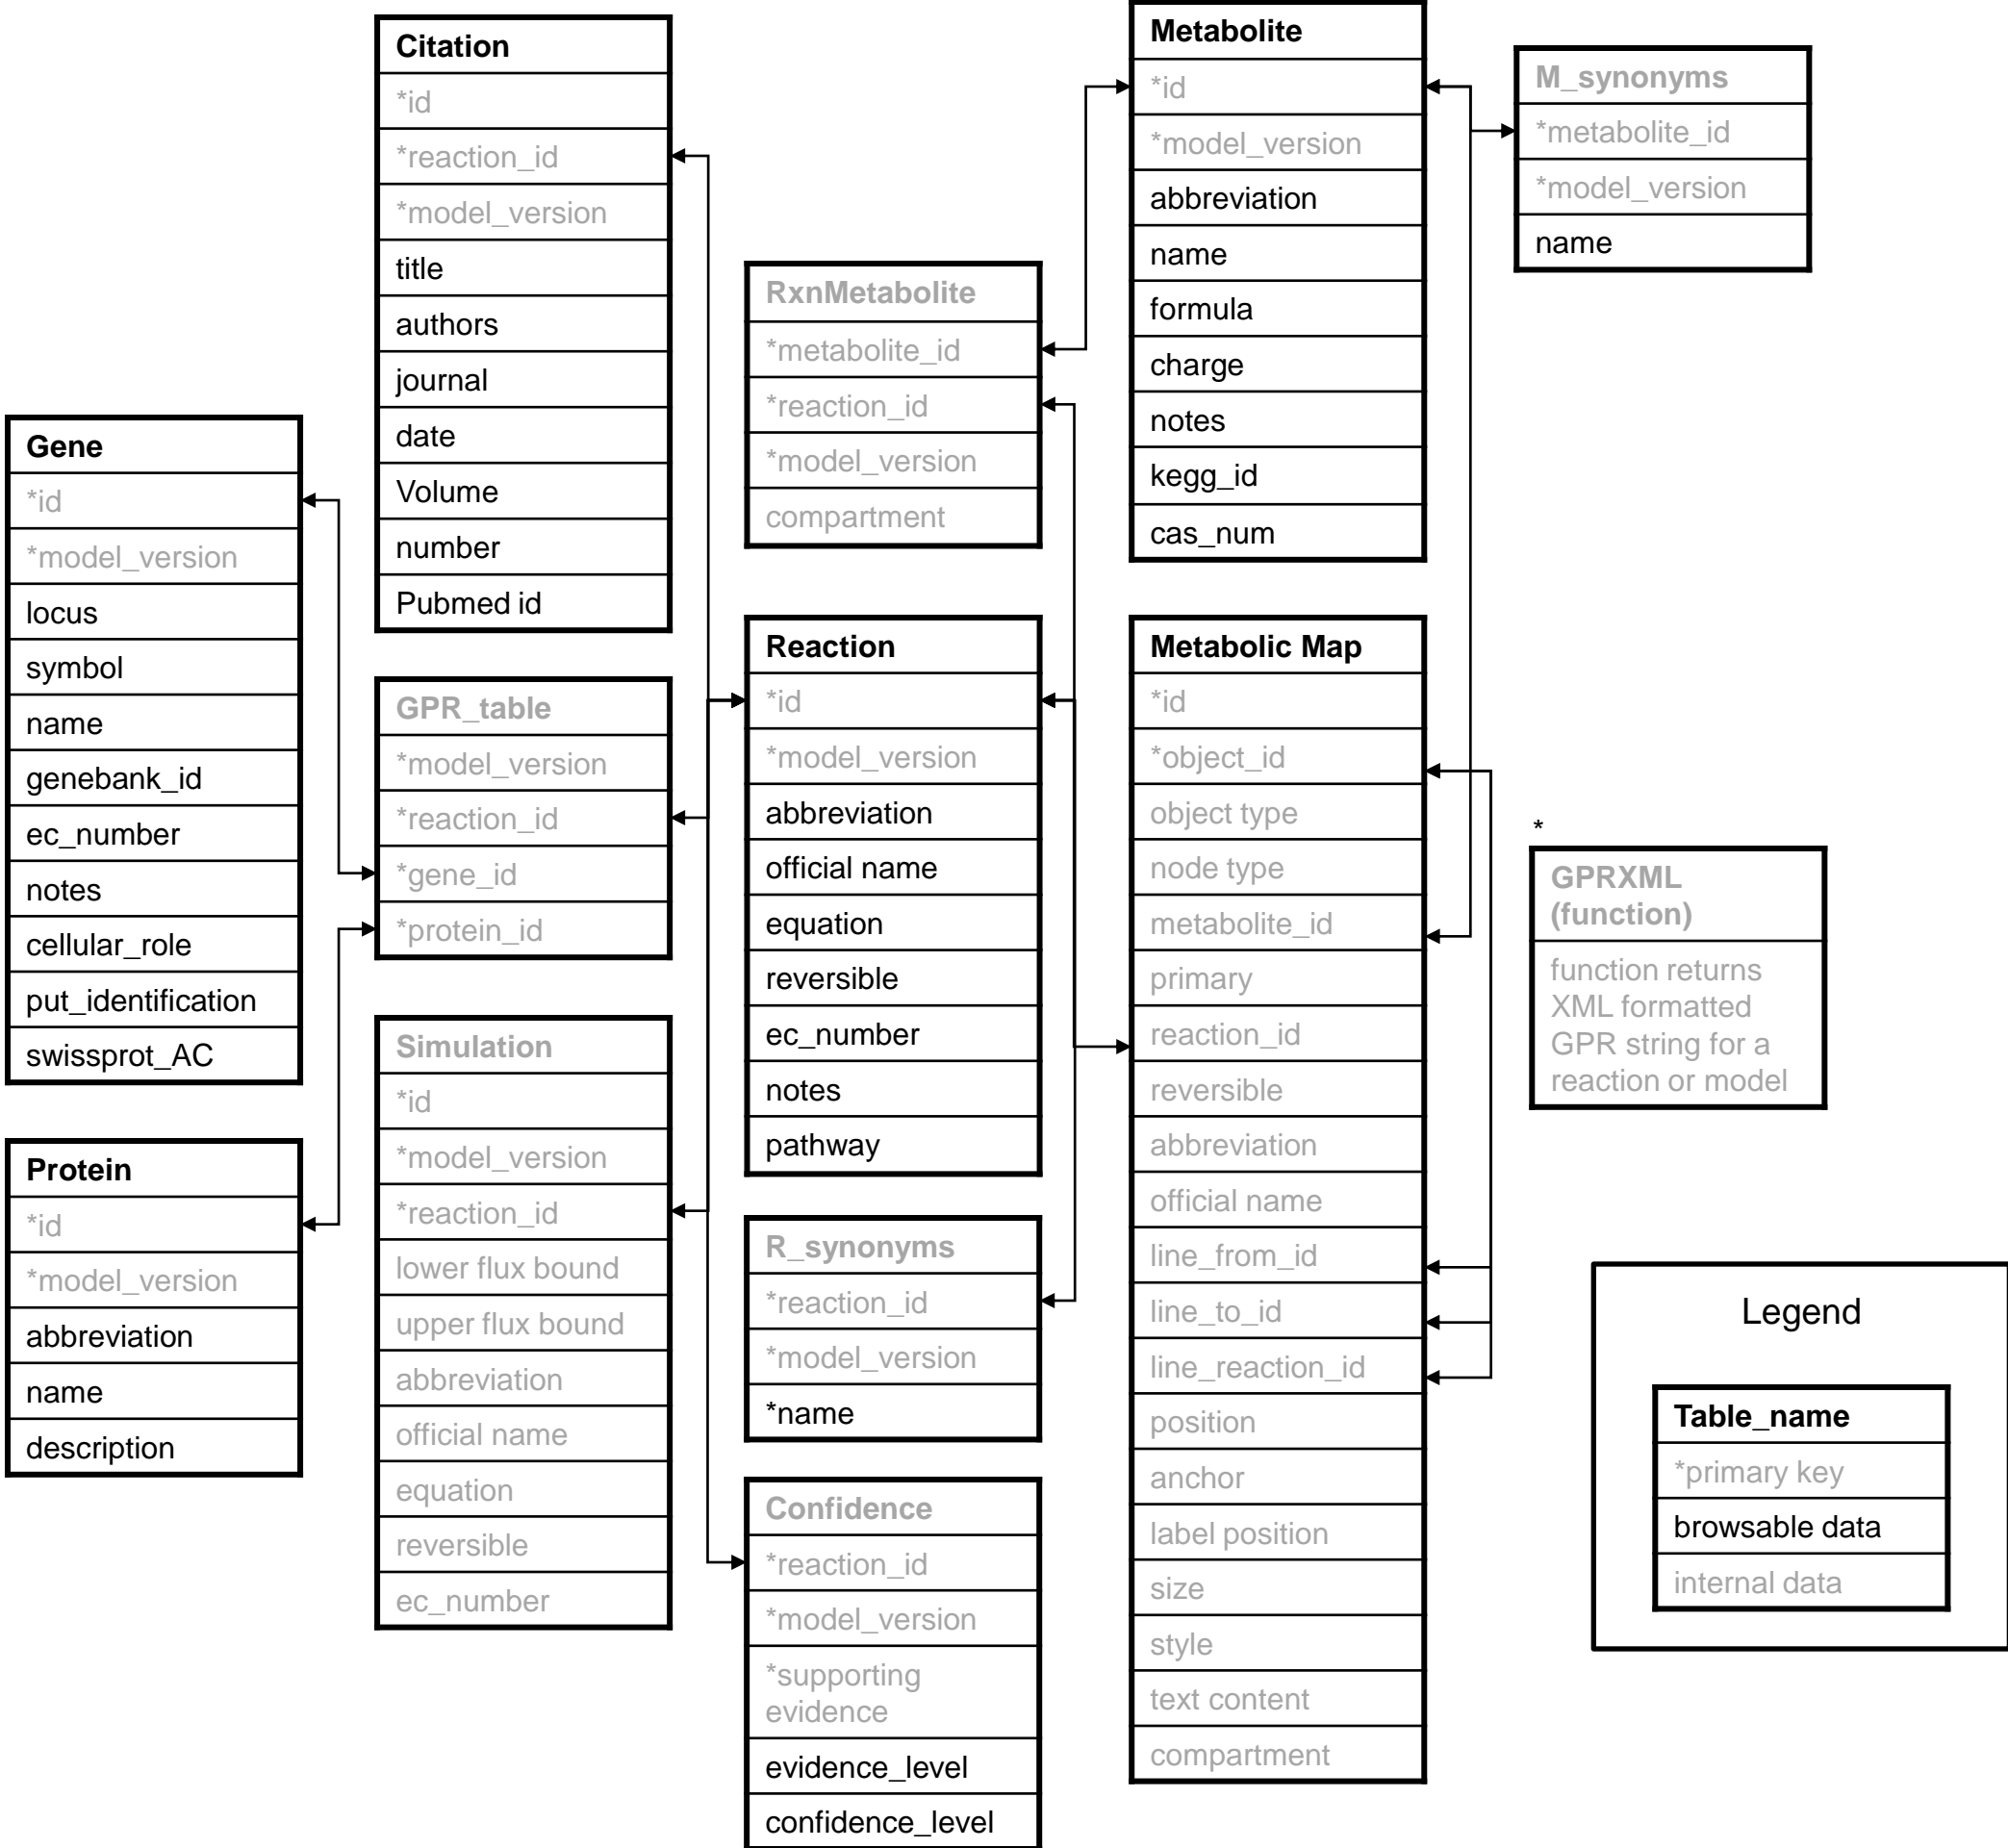 Citation
*id
*reaction_id
*model_version
title
authors
journal
date
Volume
number
Pubmed id
Metabolite
*id
*model_version
abbreviation
name
formula
charge
notes
kegg_id
cas_num
M_synonyms
*metabolite_id
*model_version
name
RxnMetabolite
*metabolite_id
*reaction_id
*model_version
compartment
Gene
*id
*model_version
locus
symbol
name
genebank_id
ec_number
notes
cellular_role
put_identification
swissprot_AC
GPR_table
*model_version
*reaction_id
*gene_id
*protein_id
Reaction
*id
*model_version
abbreviation
official name
equation
reversible
ec_number
notes
pathway
Metabolic Map
*id
*object_id
object type
node type
metabolite_id
primary
reaction_id
reversible
abbreviation
official name
line_from_id
line_to_id
line_reaction_id
position
anchor
label position
size
style
text content
compartment
*
GPRXML
(function)
function returns
XML formatted
GPR string for a
reaction or model
Protein
*id
*model_version
abbreviation
name
description
Simulation
*id
*model_version
*reaction_id
lower flux bound
upper flux bound
abbreviation
official name
equation
reversible
ec_number
R_synonyms
*reaction_id
*model_version
*name
Confidence
*reaction_id
*model_version
*supporting
evidence
evidence_level
confidence_level
Legend
Table_name
*primary key
browsable data
internal data